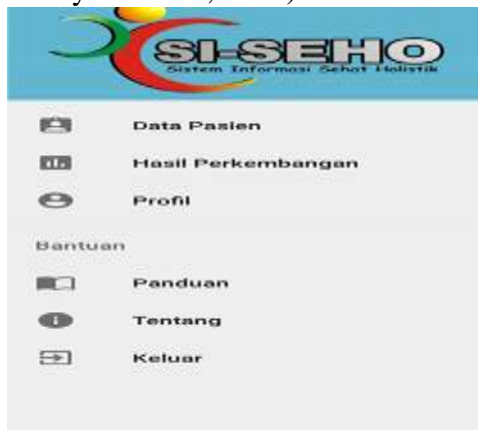 SI-SEHO
Sistem Informasi Sehat Holistik
Data Pasien
Hasil Perkembangan
Profil
Bantuan
Panduan
Tentang
Keluar